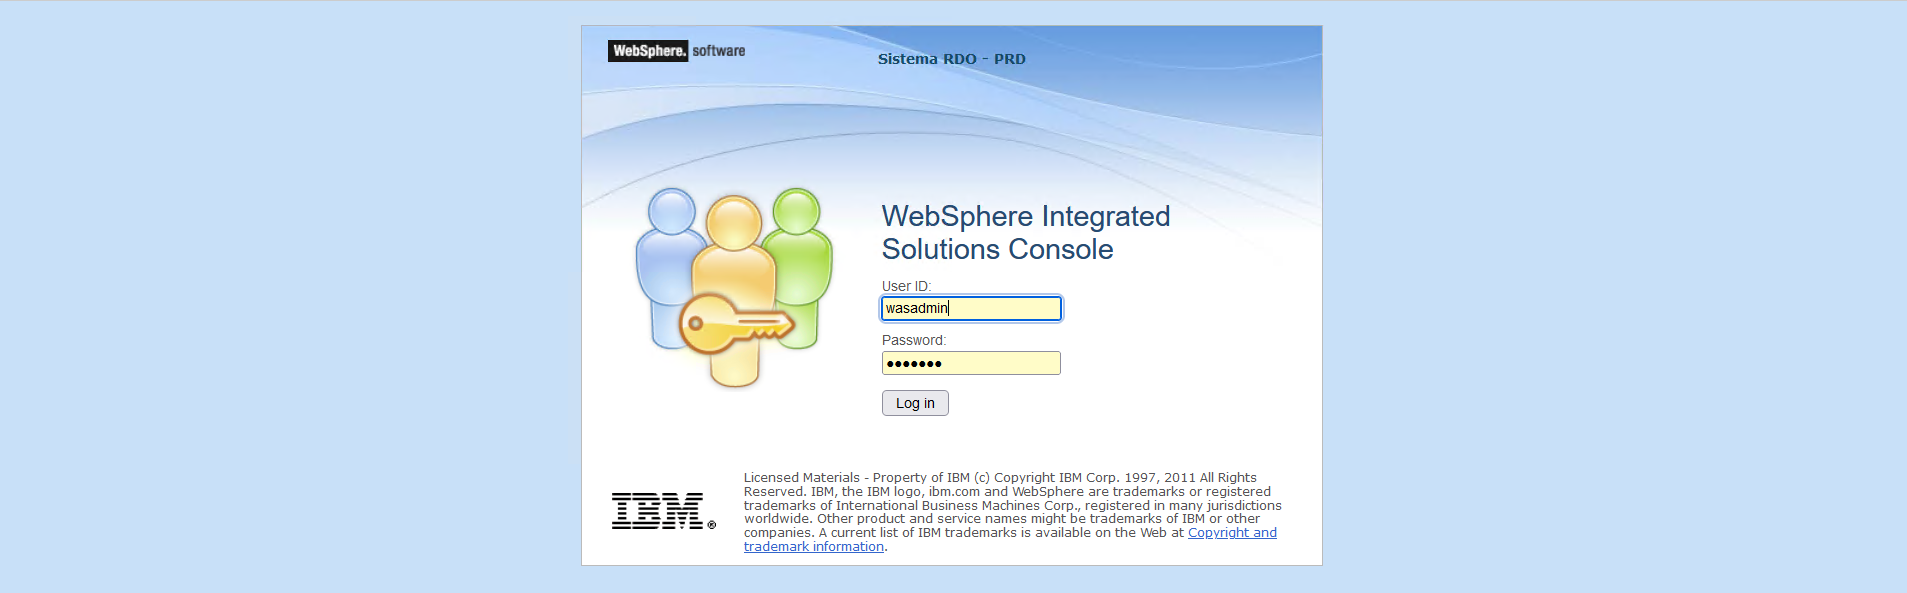 WebSphere. software
Sistema RDO - PRD
WebSphere Integrated
Solutions Console
User ID:
wasadmin
Password:
•••••••
Log in
Licensed Materials - Property of IBM (c) Copyright IBM Corp. 1997, 2011 All Rights
Reserved. IBM, the IBM logo, ibm.com and WebSphere are trademarks or registered
trademarks of International Business Machines Corp., registered in many jurisdictions
worldwide. Other product and service names might be trademarks of IBM or other
companies. A current list of IBM trademarks is available on the Web at Copyright and
trademark information.
IBM®